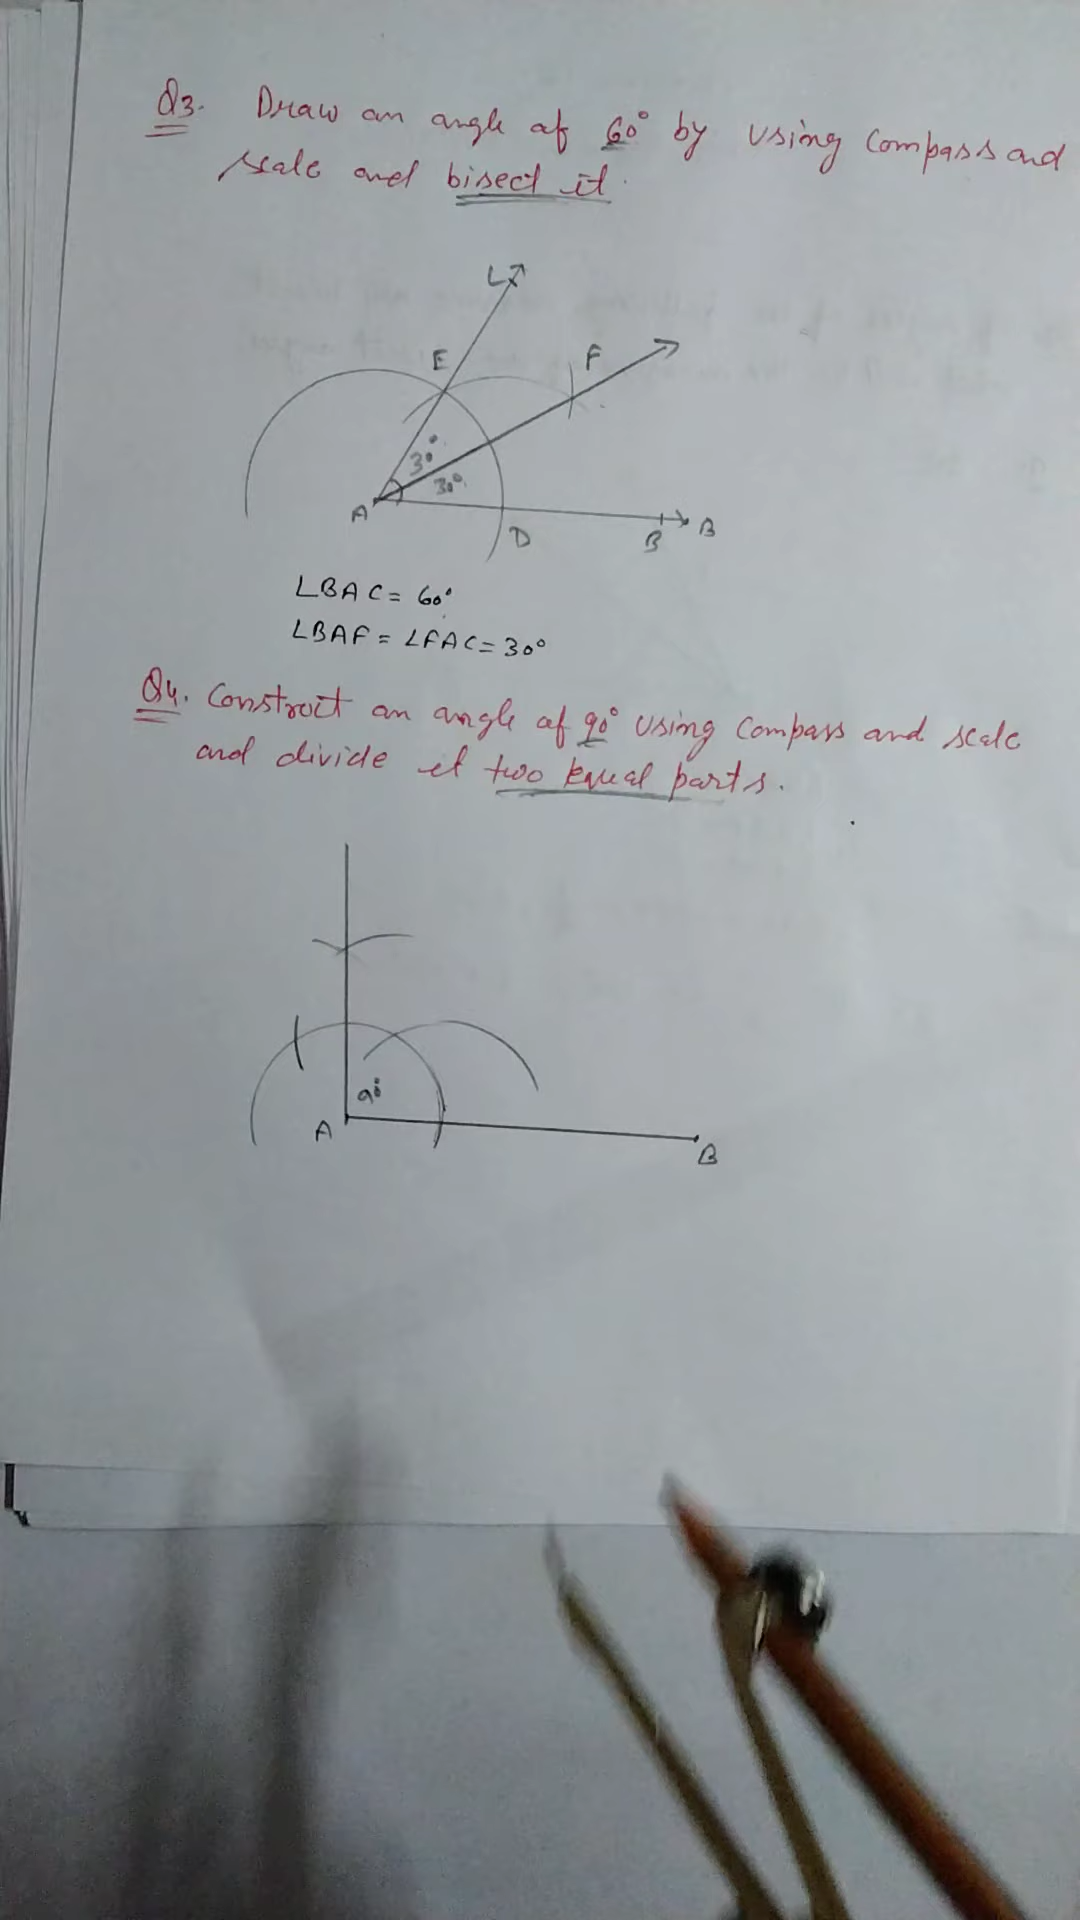 Q3. Draw an angle of 60° by using compass and
scale and bisect it.
L
E
F
30°
30°
A
D
B
B
∠BAC = 60°
∠BAF = ∠FAC = 30°
Q4. Construct an angle of 90° using compass and scale
and divide it two equal parts.
90°
A
B